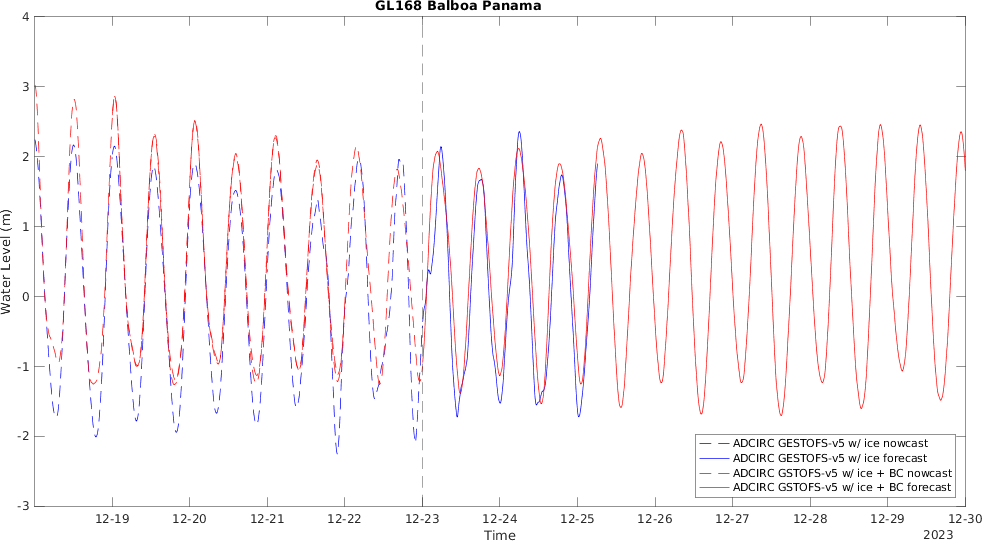 GL168 Balboa Panama
4
3
2
1
0
-1
-2
-3
Water Level (m)
ADCIRC GESTOFS-v5 w/ ice nowcast
ADCIRC GESTOFS-v5 w/ ice forecast
ADCIRC GSTOFS-v5 w/ ice + BC nowcast
ADCIRC GSTOFS-v5 w/ ice + BC forecast
12-19 12-20 12-21 12-22 12-23 12-24 12-25 12-26 12-27 12-28 12-29 12-30
Time
2023